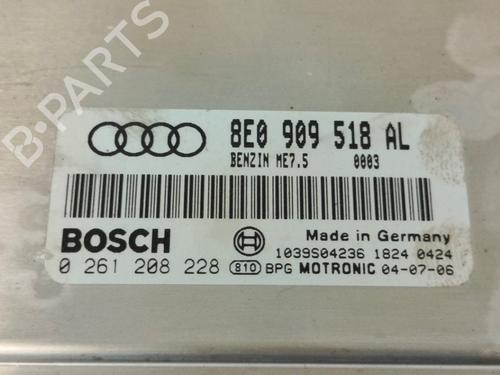 B-PARTS
8E0 909 518 AL
BENZIN ME7.5 0003
BOSCH
Made in Germany
1039S04236 1824 0424
0 261 208 228 810 BPG MOTRONIC 04-07-06